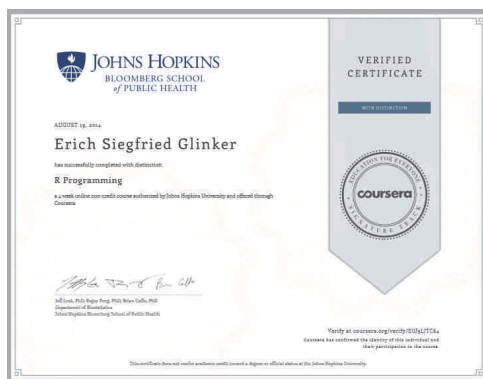 JOHNS HOPKINS
BLOOMBERG SCHOOL
of PUBLIC HEALTH
AUGUST 19, 2014
Erich Siegfried Glinker
has successfully completed with distinction
R Programming
a 4 week online non-credit course authorized by Johns Hopkins University and offered through
Coursera
Jeff Leek, PhD; Roger Peng, PhD; Brian Caffo, PhD
Department of Biostatistics
Johns Hopkins Bloomberg School of Public Health
VERIFIED
CERTIFICATE
WITH DISTINCTION
EDUCATION FOR EVERYONE
coursera
SIGNATURE TRACK
Verify at coursera.org/verify/
Coursera has confirmed the identity of this individual and
their participation in the course.
This certificate does not confer academic credit toward a degree or official status at the Johns Hopkins University.